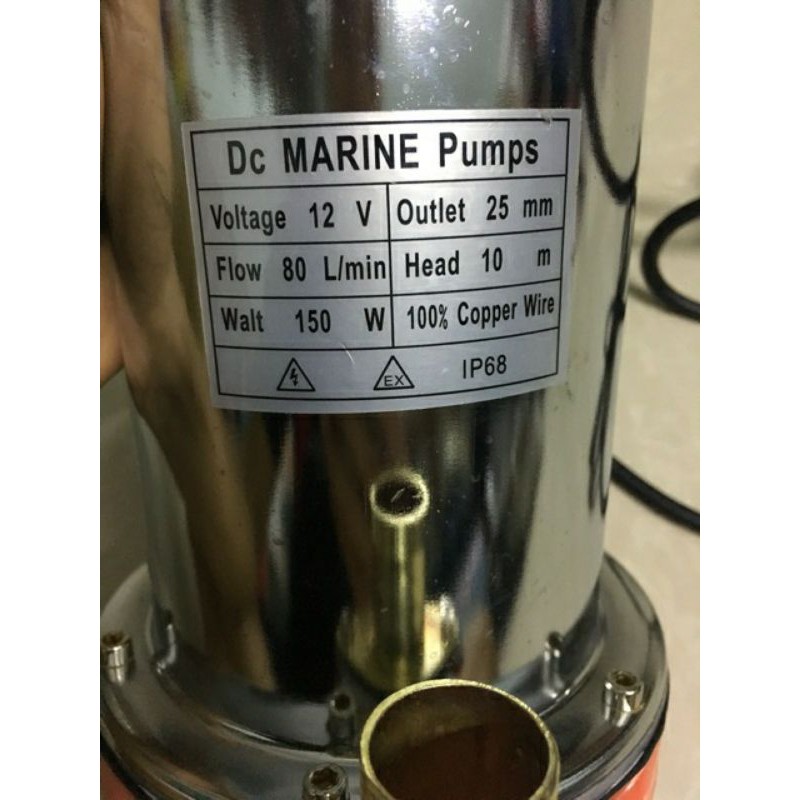 Dc MARINE Pumps
Voltage 12 V Outlet 25 mm
Flow 80 L/min Head 10 m
Walt 150 W 100% Copper Wire
EX IP68